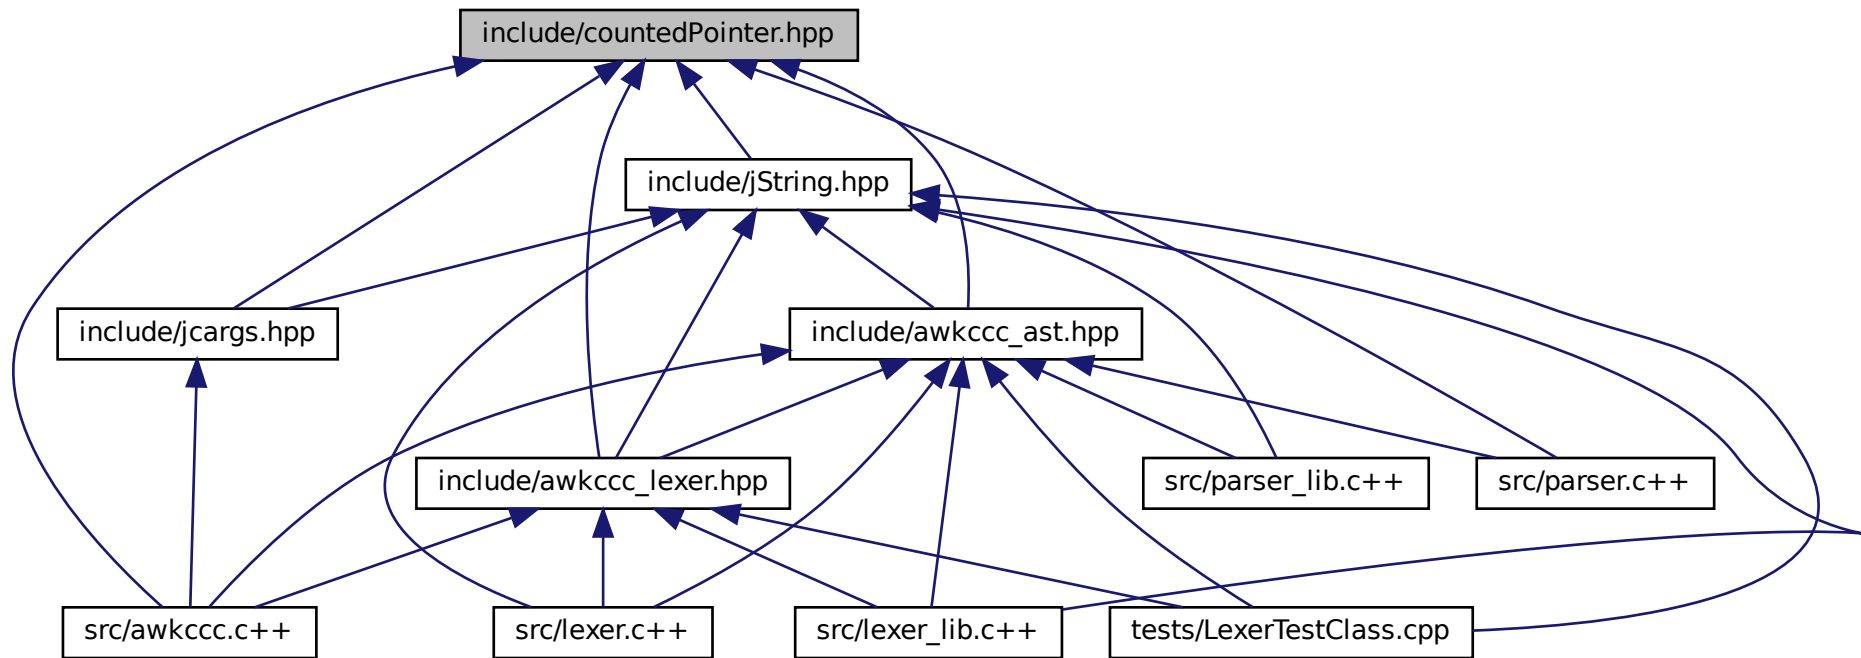 include/countedPointer.hpp
include/jString.hpp
include/jcargs.hpp
include/awkccc_ast.hpp
include/awkccc_lexer.hpp
src/parser_lib.c++
src/parser.c++
src/awkccc.c++
src/lexer.c++
src/lexer_lib.c++
tests/LexerTestClass.cpp